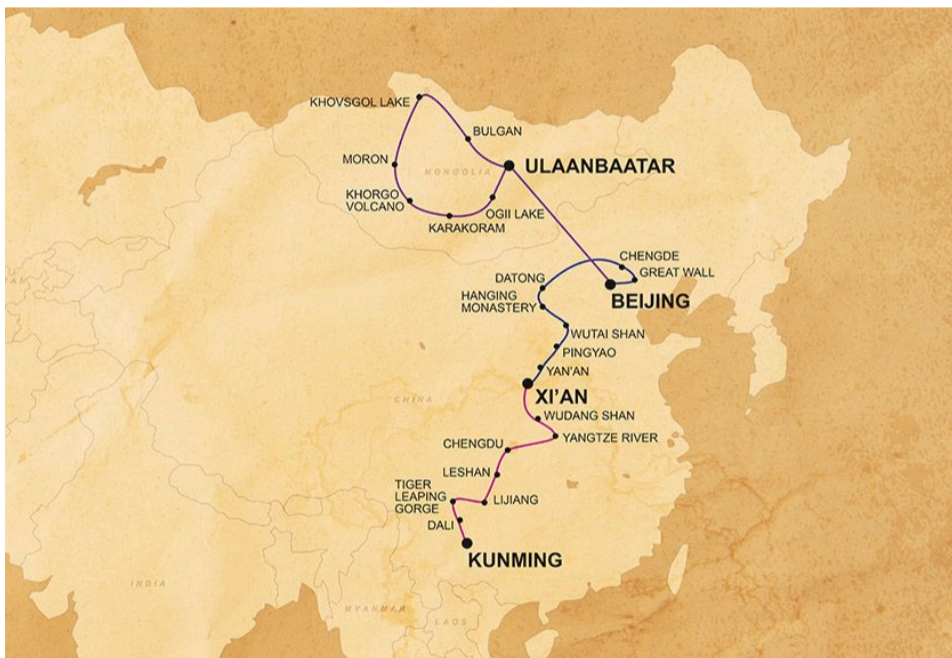 KHOVSGOL LAKE
BULGAN
MORON
ULAANBAATAR
MONGOLIA
KHORGO
VOLCANO
OGII LAKE
KARAKORAM
CHENGDE
DATONG
GREAT WALL
HANGING
MONASTERY
BEIJING
WUTAI SHAN
PINGYAO
YAN'AN
XI'AN
CHINA
WUDANG SHAN
YANGTZE RIVER
CHENGDU
LESHAN
TIGER
LEAPING
GORGE
LIJIANG
DALI
KUNMING
INDIA
MYANMAR
LAOS